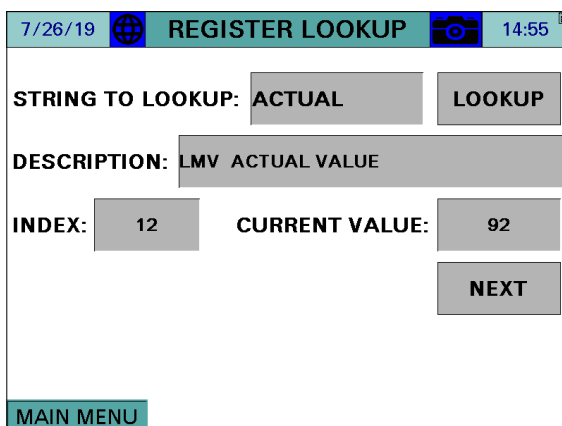 7/26/19 REGISTER LOOKUP 14:55
STRING TO LOOKUP: ACTUAL LOOKUP
DESCRIPTION: LMV ACTUAL VALUE
INDEX: 12 CURRENT VALUE: 92
NEXT
MAIN MENU